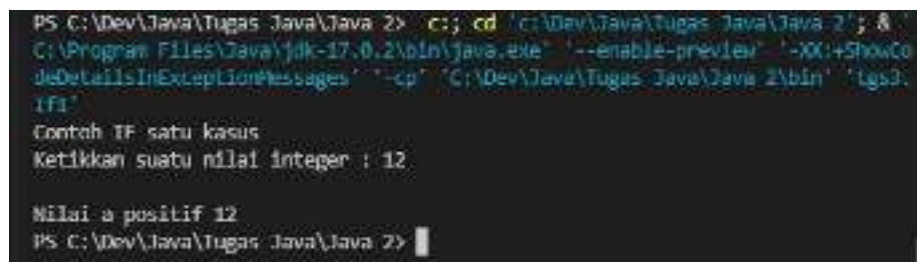 PS C:\Dev\Java\Tugas Java\Java 2>  c:; cd 'c:\Dev\Java\Tugas Java\Java 2'; & '
C:\Program Files\Java\jdk-17.0.2\bin\java.exe' '--enable-preview' '-XX:+ShowCo
deDetailsInExceptionMessages' '-cp' 'C:\Dev\Java\Tugas Java\Java 2\bin' 'tgs3.
If1'
Contoh IF satu kasus
Ketikkan suatu nilai integer : 12
Nilai a positif 12
PS C:\Dev\Java\Tugas Java\Java 2>